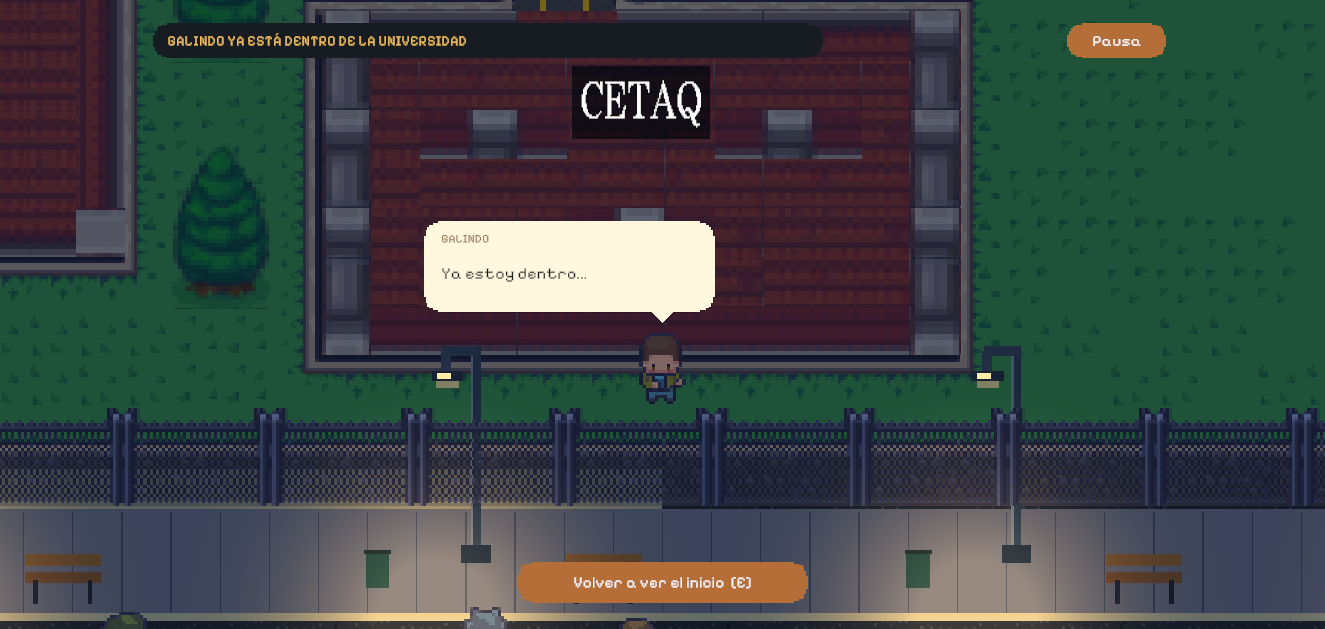 GALINDO YA ESTÁ DENTRO DE LA UNIVERSIDAD
Pausa
CETAQ
GALINDO
Ya estoy dentro...
Volver a ver el inicio (E)